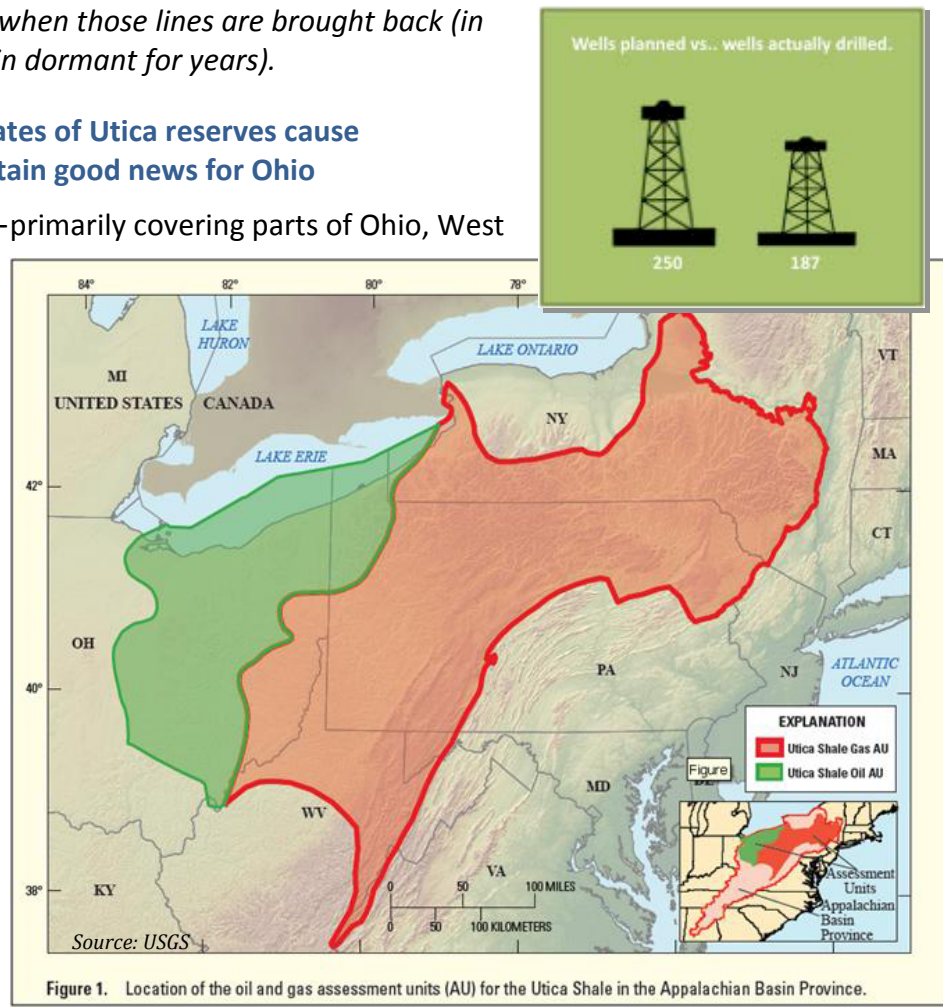 when those lines are brought back (in
in dormant for years).
ates of Utica reserves cause
tain good news for Ohio
-primarily covering parts of Ohio, West
Wells planned vs.. wells actually drilled.
250
187
84°
82°
80°
78°
LAKE
HURON
LAKE ONTARIO
MI
UNITED STATES
CANADA
NY
VT
LAKE ERIE
MA
42°
CT
OH
PA
NJ
ATLANTIC
OCEAN
40°
EXPLANATION
Utica Shale Gas AU
Utica Shale Oil AU
Figure
MD
WV
VA
KY
38°
0 50 100 MILES
0 50 100 KILOMETERS
Assessment
Units
Appalachian
Basin
Province
Source: USGS
Figure 1. Location of the oil and gas assessment units (AU) for the Utica Shale in the Appalachian Basin Province.